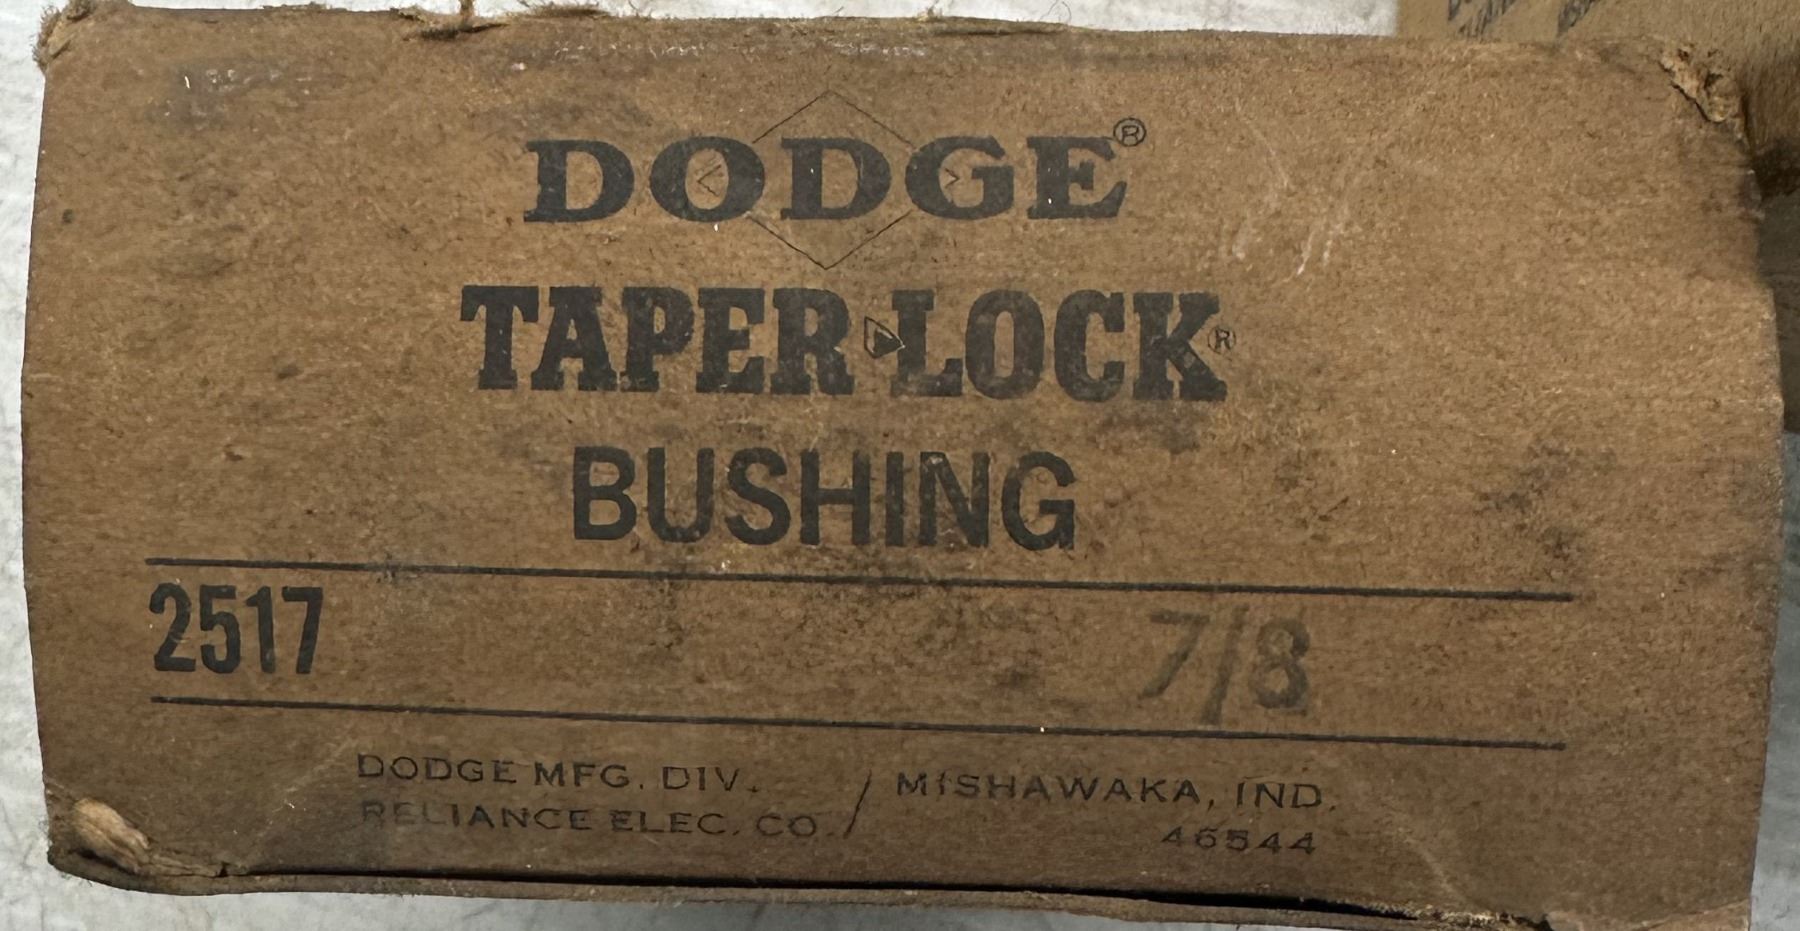 DODGE®
TAPER-LOCK®
BUSHING
2517 7/8
DODGE MFG. DIV. / MISHAWAKA, IND.
RELIANCE ELEC. CO. 46544